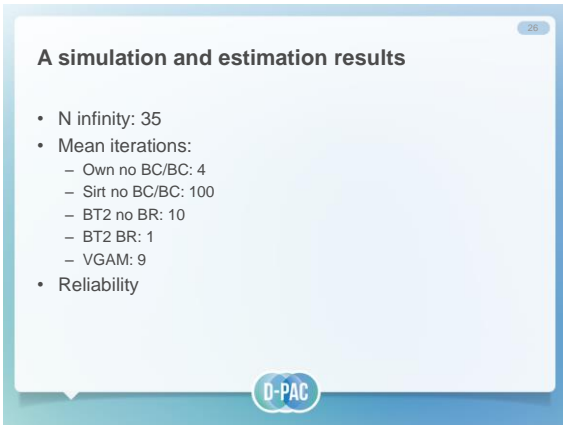 26
A simulation and estimation results
• N infinity: 35
• Mean iterations:
– Own no BC/BC: 4
– Sirt no BC/BC: 100
– BT2 no BR: 10
– BT2 BR: 1
– VGAM: 9
• Reliability
D-PAC